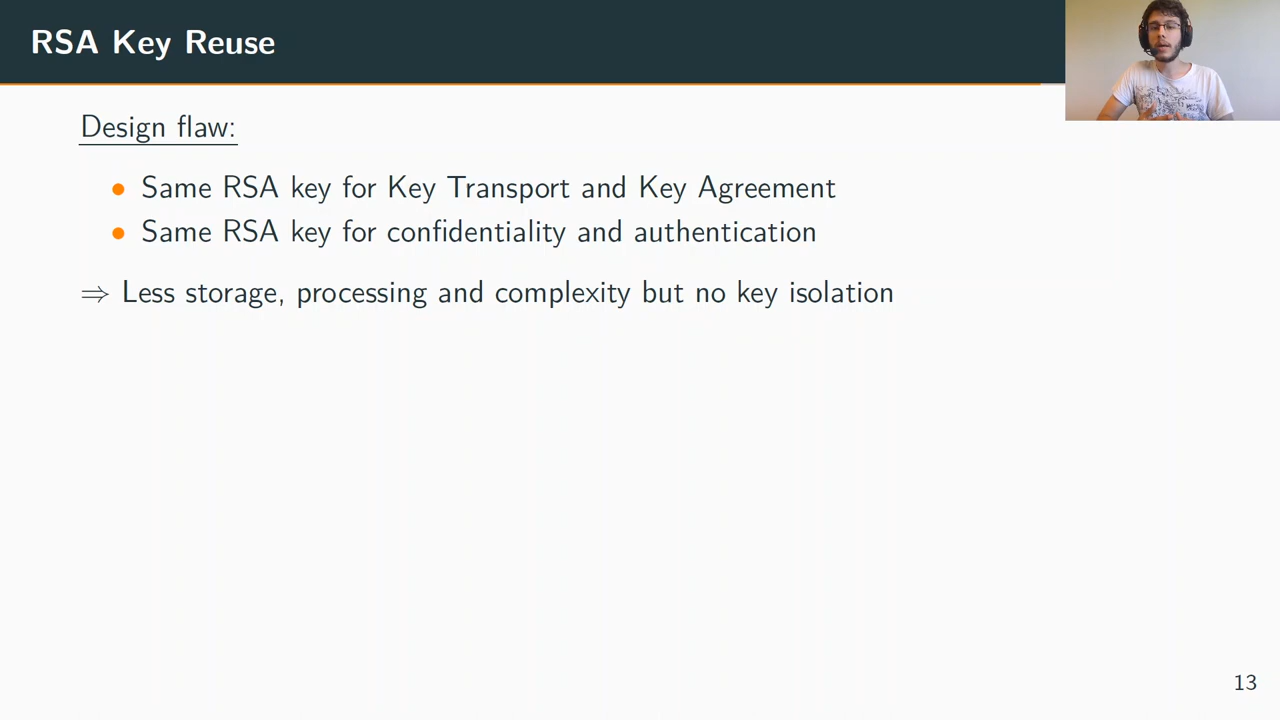 RSA Key Reuse
Design flaw:
• Same RSA key for Key Transport and Key Agreement
• Same RSA key for confidentiality and authentication
⇒ Less storage, processing and complexity but no key isolation
13